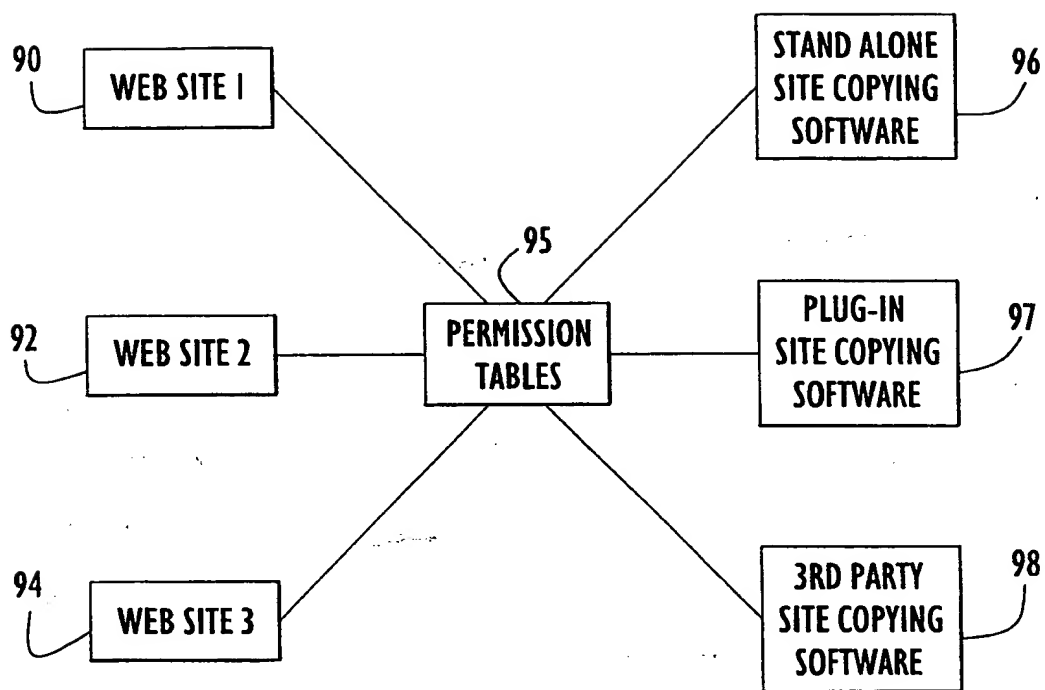 90
WEB SITE 1
STAND ALONE
SITE COPYING
SOFTWARE
96
95
92
WEB SITE 2
PERMISSION
TABLES
PLUG-IN
SITE COPYING
SOFTWARE
97
94
WEB SITE 3
3RD PARTY
SITE COPYING
SOFTWARE
98